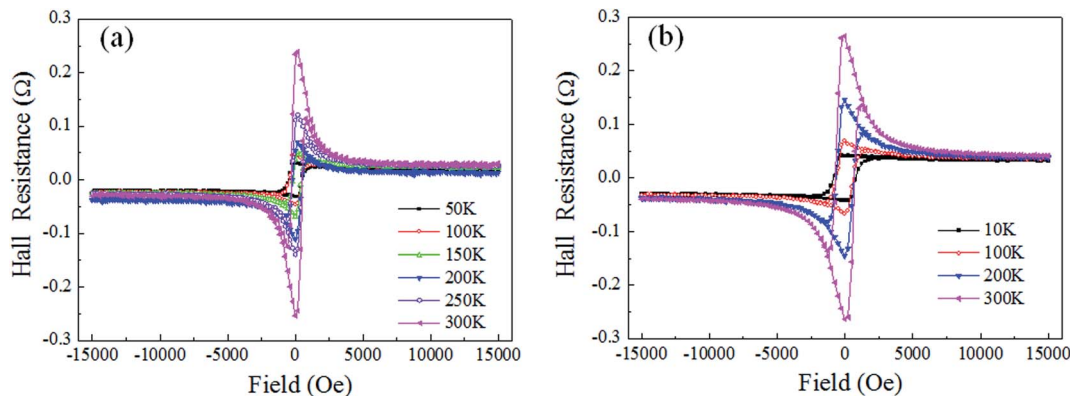 (a)
Hall Resistance (Ω)
0.3
0.2
0.1
0.0
-0.1
-0.2
-0.3
50K
100K
150K
200K
250K
300K
-15000 -10000 -5000 0 5000 10000 15000
Field (Oe)
(b)
Hall Resistance (Ω)
0.3
0.2
0.1
0.0
-0.1
-0.2
-0.3
10K
100K
200K
300K
-15000 -10000 -5000 0 5000 10000 15000
Field (Oe)